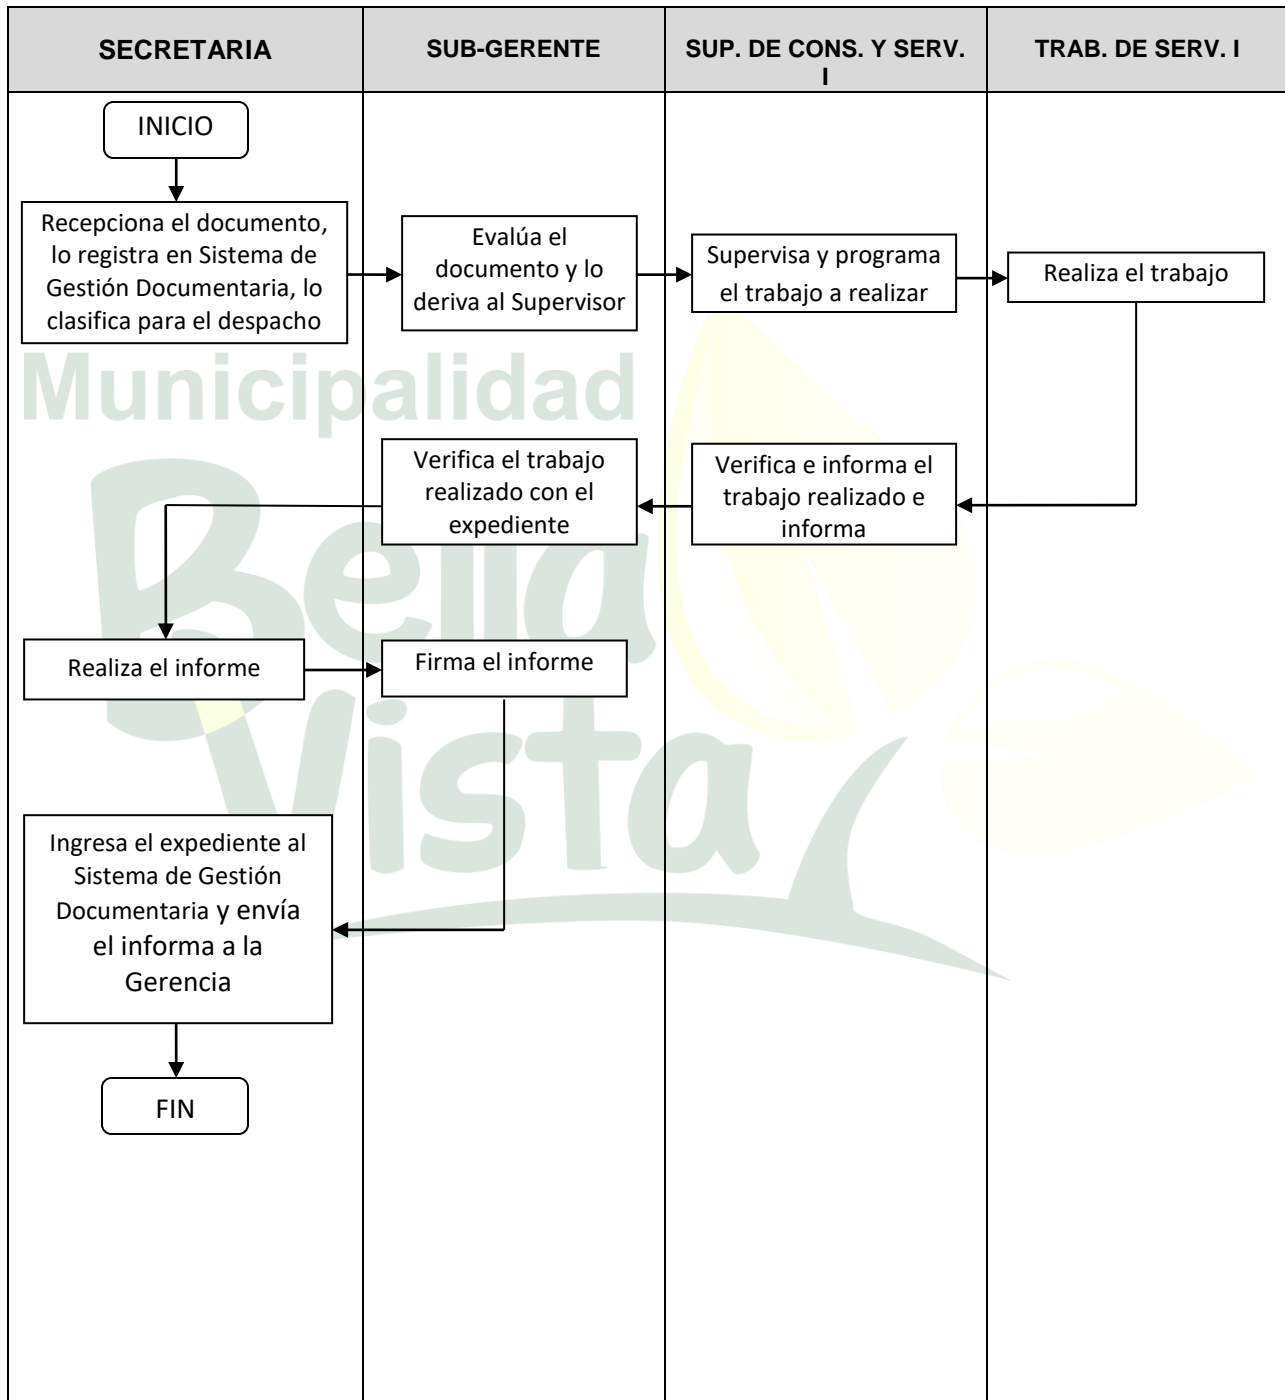 SECRETARIA
SUB-GERENTE
SUP. DE CONS. Y SERV.
I
TRAB. DE SERV. I
INICIO
Recepciona el documento,
lo registra en Sistema de
Gestión Documentaria, lo
clasifica para el despacho
Evalúa el
documento y lo
deriva al Supervisor
Supervisa y programa
el trabajo a realizar
Realiza el trabajo
Municipalidad
Bella
Vista
Verifica el trabajo
realizado con el
expediente
Verifica e informa el
trabajo realizado e
informa
Realiza el informe
Firma el informe
Ingresa el expediente al
Sistema de Gestión
Documentaria y envía
el informa a la
Gerencia
FIN